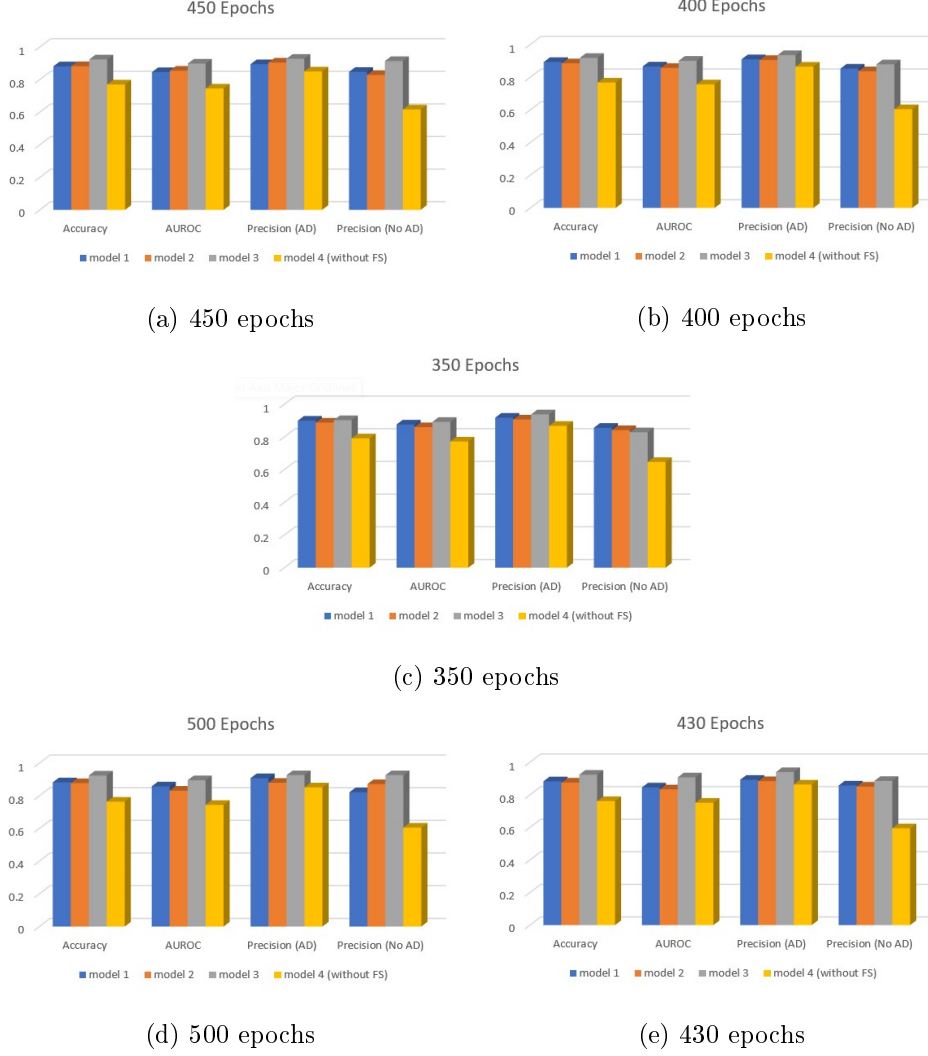 450 Epochs
1
0.8
0.6
0.4
0.2
0
Accuracy AUROC Precision (AD) Precision (No AD)
model 1 model 2 model 3 model 4 (without FS)
(a) 450 epochs
400 Epochs
1
0.8
0.6
0.4
0.2
0
Accuracy AUROC Precision (AD) Precision (No AD)
model 1 model 2 model 3 model 4 (without FS)
(b) 400 epochs
350 Epochs
1
0.8
0.6
0.4
0.2
0
Accuracy AUROC Precision (AD) Precision (No AD)
model 1 model 2 model 3 model 4 (without FS)
(c) 350 epochs
500 Epochs
1
0.8
0.6
0.4
0.2
0
Accuracy AUROC Precision (AD) Precision (No AD)
model 1 model 2 model 3 model 4 (without FS)
(d) 500 epochs
430 Epochs
1
0.8
0.6
0.4
0.2
0
Accuracy AUROC Precision (AD) Precision (No AD)
model 1 model 2 model 3 model 4 (without FS)
(e) 430 epochs